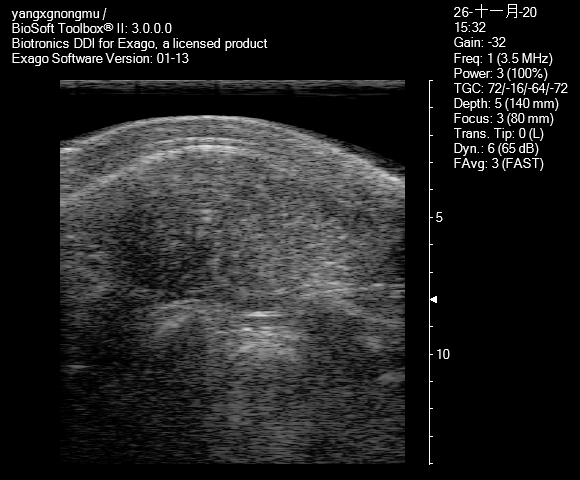 yangxgnongmu /
BioSoft Toolbox® II: 3.0.0.0
Biotronics DDI for Exago, a licensed product
Exago Software Version: 01-13
26-十一月-20
15:32
Gain: -32
Freq: 1 (3.5 MHz)
Power: 3 (100%)
TGC: 72/-16/-64/-72
Depth: 5 (140 mm)
Focus: 3 (80 mm)
Trans. Tip: 0 (L)
Dyn.: 6 (65 dB)
FAvg: 3 (FAST)
5
10